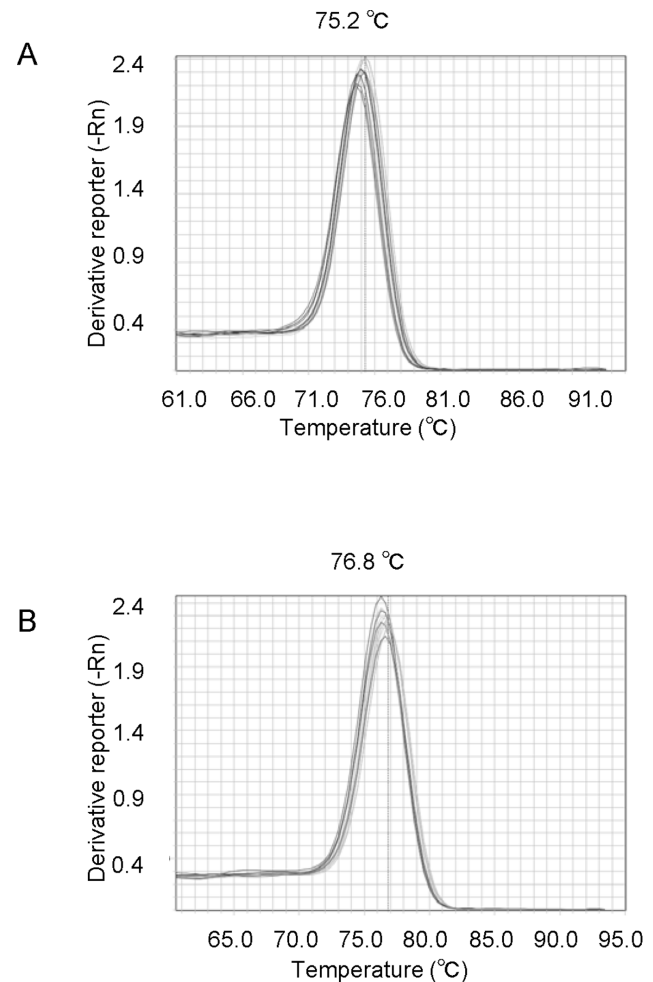 75.2 °C
A
Derivative reporter (-Rn)
2.4
1.9
1.4
0.9
0.4
61.0 66.0 71.0 76.0 81.0 86.0 91.0
Temperature (°C)
76.8 °C
B
Derivative reporter (-Rn)
2.4
1.9
1.4
0.9
0.4
65.0 70.0 75.0 80.0 85.0 90.0 95.0
Temperature (°C)